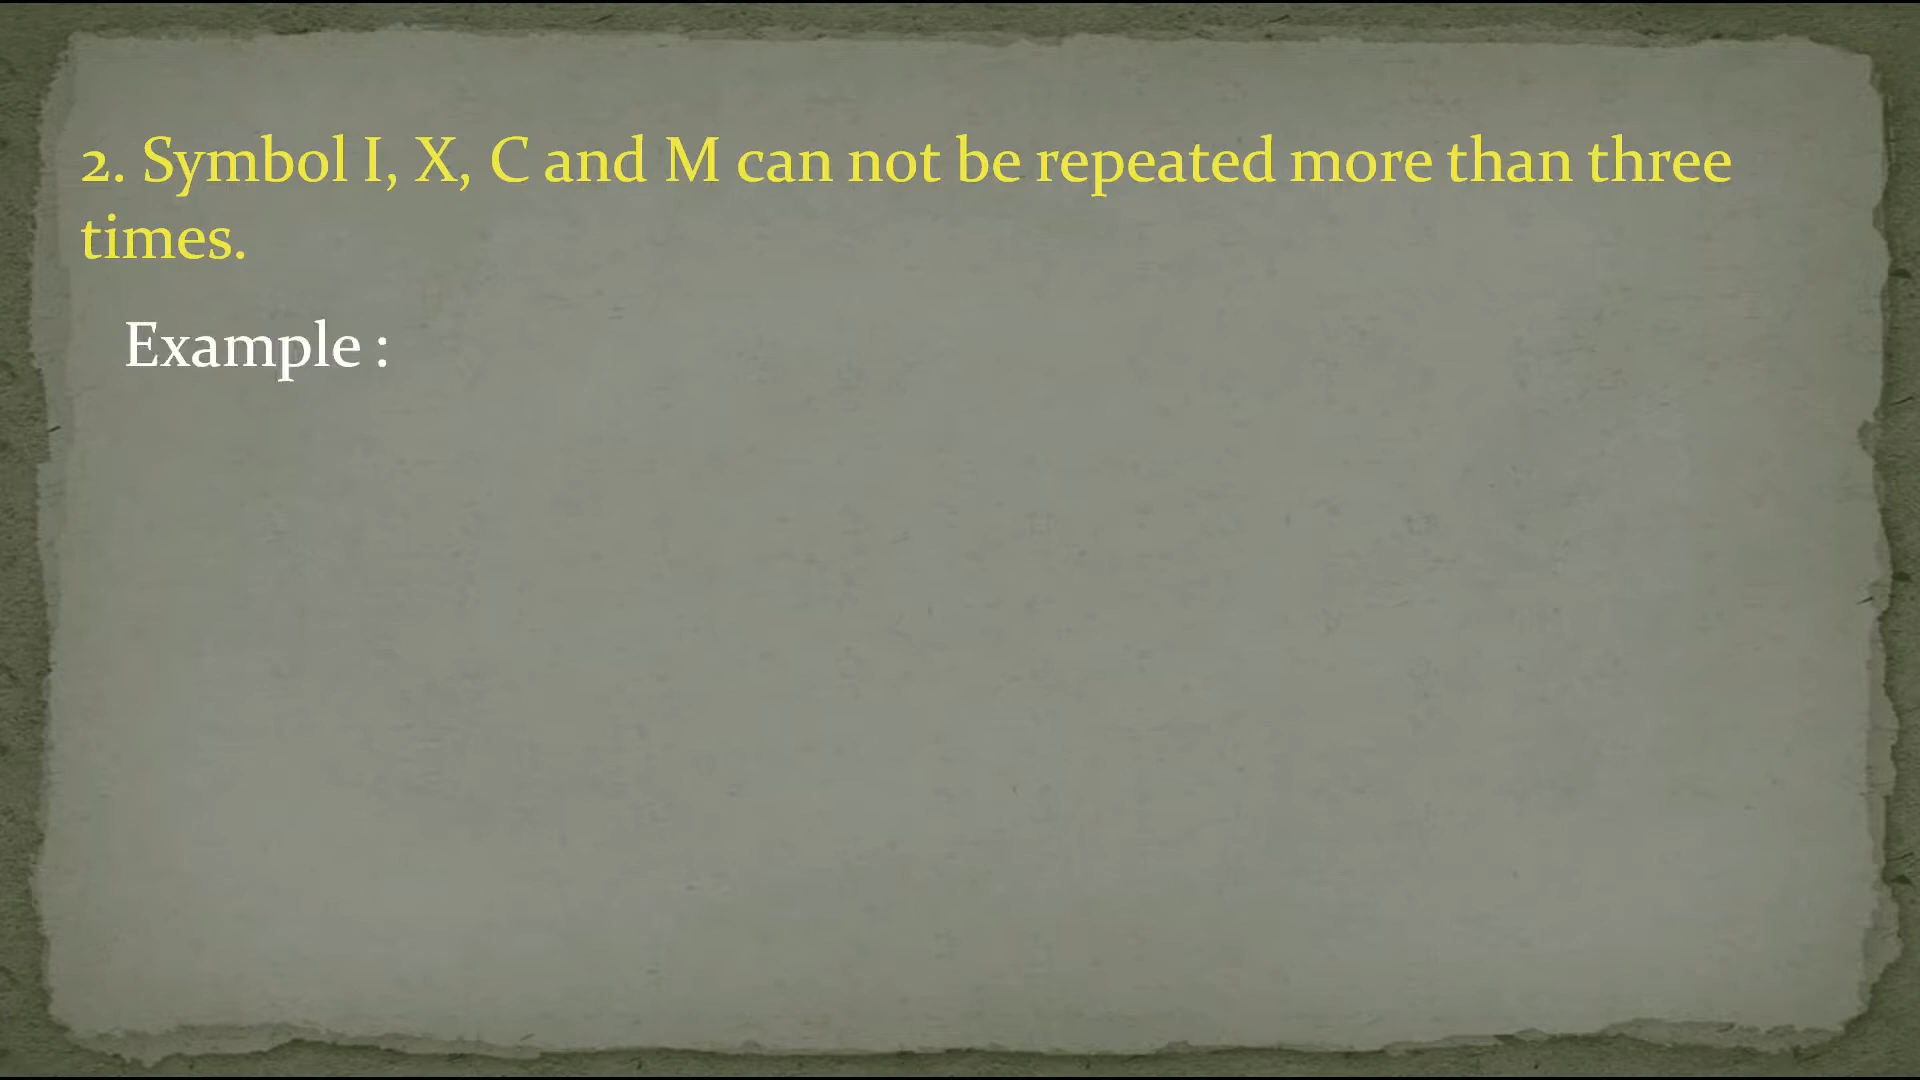 2. Symbol I, X, C and M can not be repeated more than three
times.
Example :